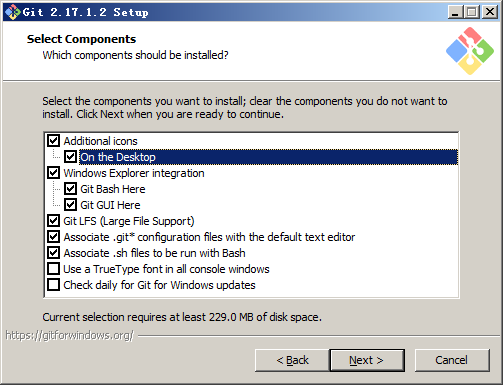 Git 2.17.1.2 Setup
Select Components
Which components should be installed?
Select the components you want to install; clear the components you do not want to
install. Click Next when you are ready to continue.
Additional icons
On the Desktop
Windows Explorer integration
Git Bash Here
Git GUI Here
Git LFS (Large File Support)
Associate .git* configuration files with the default text editor
Associate .sh files to be run with Bash
Use a TrueType font in all console windows
Check daily for Git for Windows updates
Current selection requires at least 229.0 MB of disk space.
https://gitforwindows.org/
< Back
Next >
Cancel